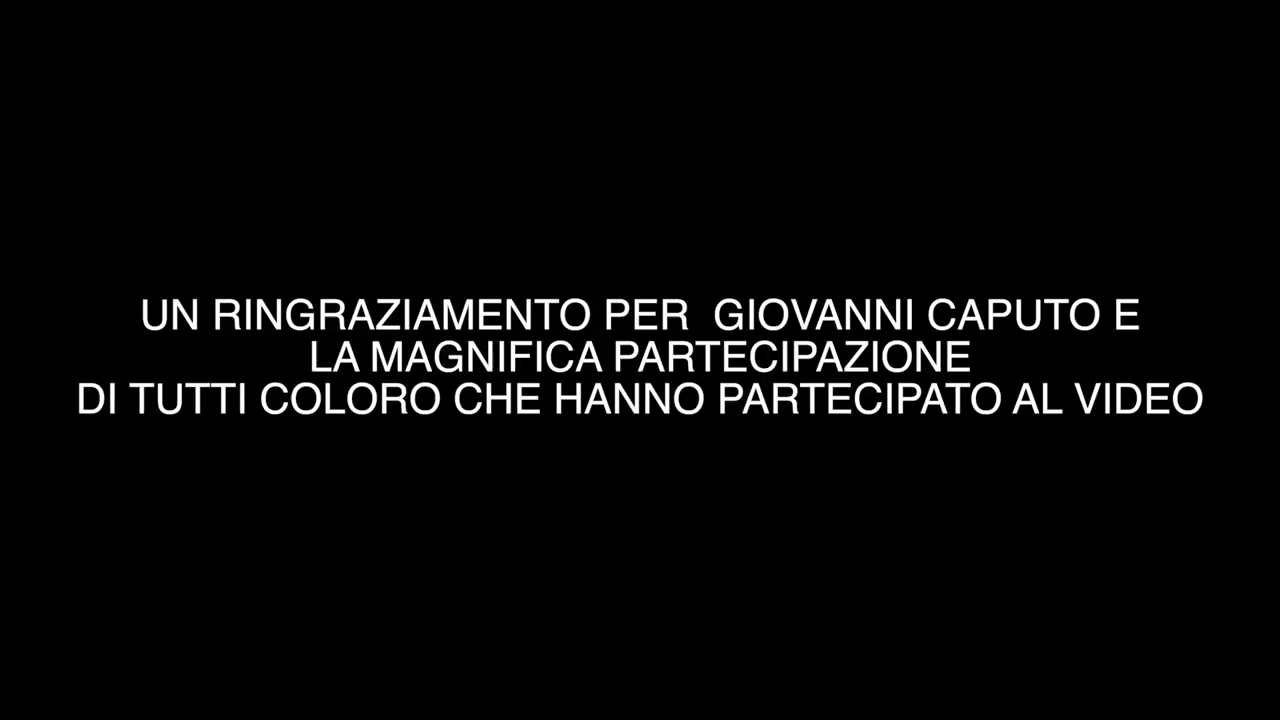 UN RINGRAZIAMENTO PER  GIOVANNI CAPUTO E
LA MAGNIFICA PARTECIPAZIONE
DI TUTTI COLORO CHE HANNO PARTECIPATO AL VIDEO